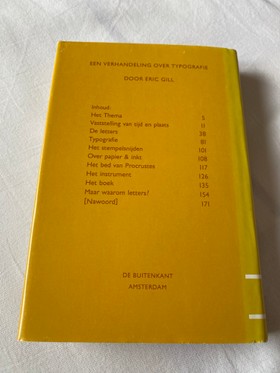 EEN VERHANDELING OVER TYPOGRAFIE
DOOR ERIC GILL
Inhoud:
Het Thema 5
Vaststelling van tijd en plaats 11
De letters 28
Typografie 81
Het stempelsnijden 101
Over papier & inkt 108
Het bed van Procrustes 117
Het instrument 126
Het boek 135
Maar waarom letters? 154
[Nawoord] 171
DE BUITENKANT
AMSTERDAM